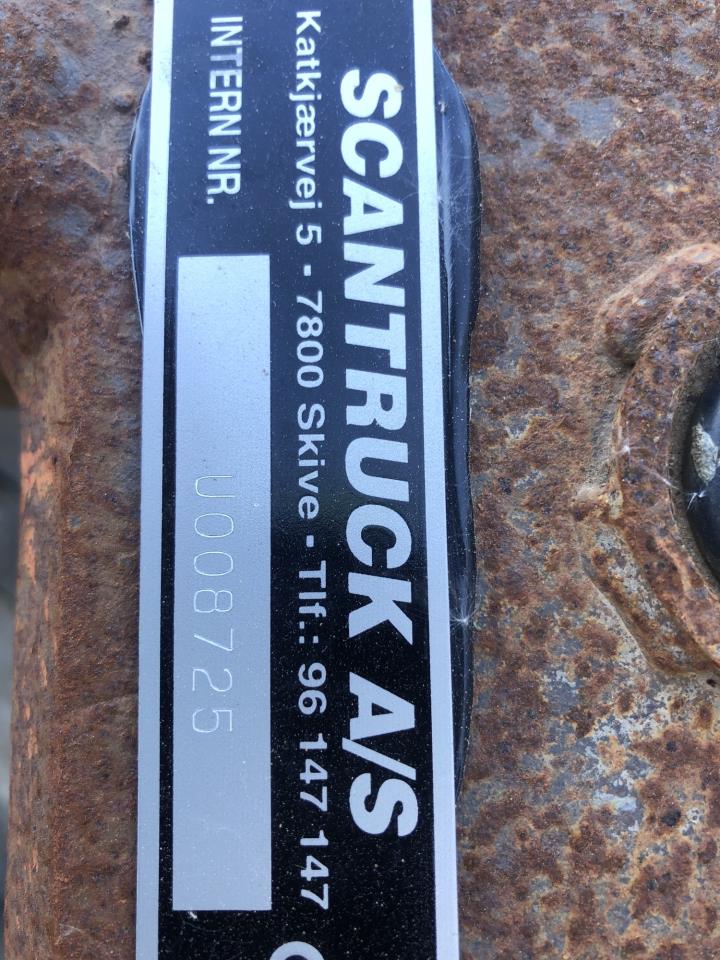 SCANTRUCK A/S
Katkjærvej 5 · 7800 Skive · Tlf.: 96 147 147
INTERN NR.
U008725